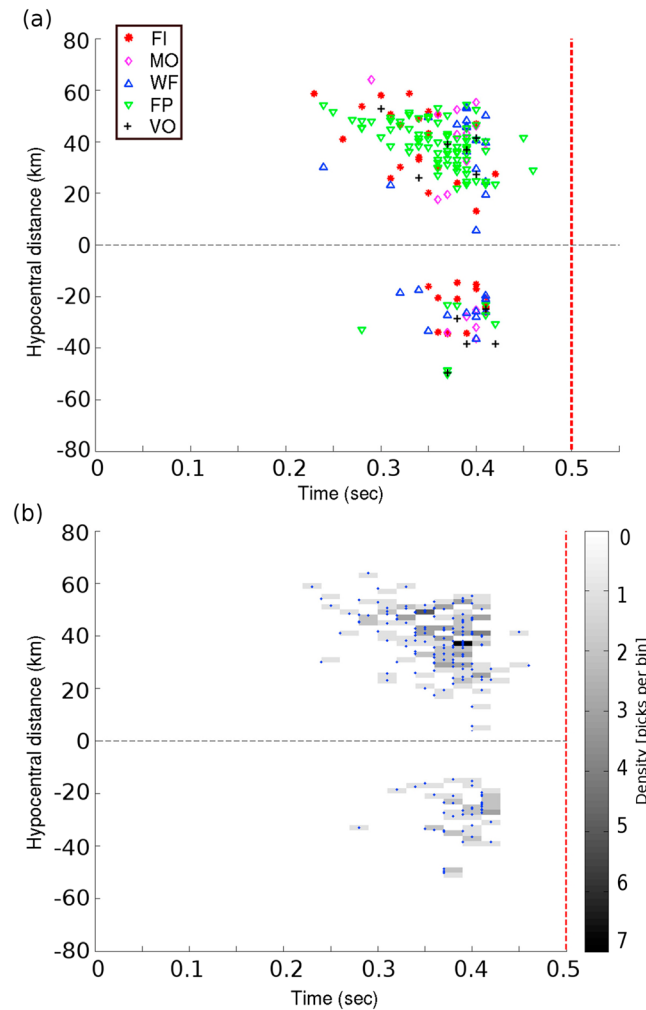 (a)
80
60
40
20
0
-20
-40
-60
-80
Hypocentral distance (km)
FI
MO
WF
FP
VO
0 0.1 0.2 0.3 0.4 0.5
Time (sec)
(b)
80
60
40
20
0
-20
-40
-60
-80
Hypocentral distance (km)
0 0.1 0.2 0.3 0.4 0.5
Time (sec)
0
1
2
3
4
5
6
7
Density [picks per bin]